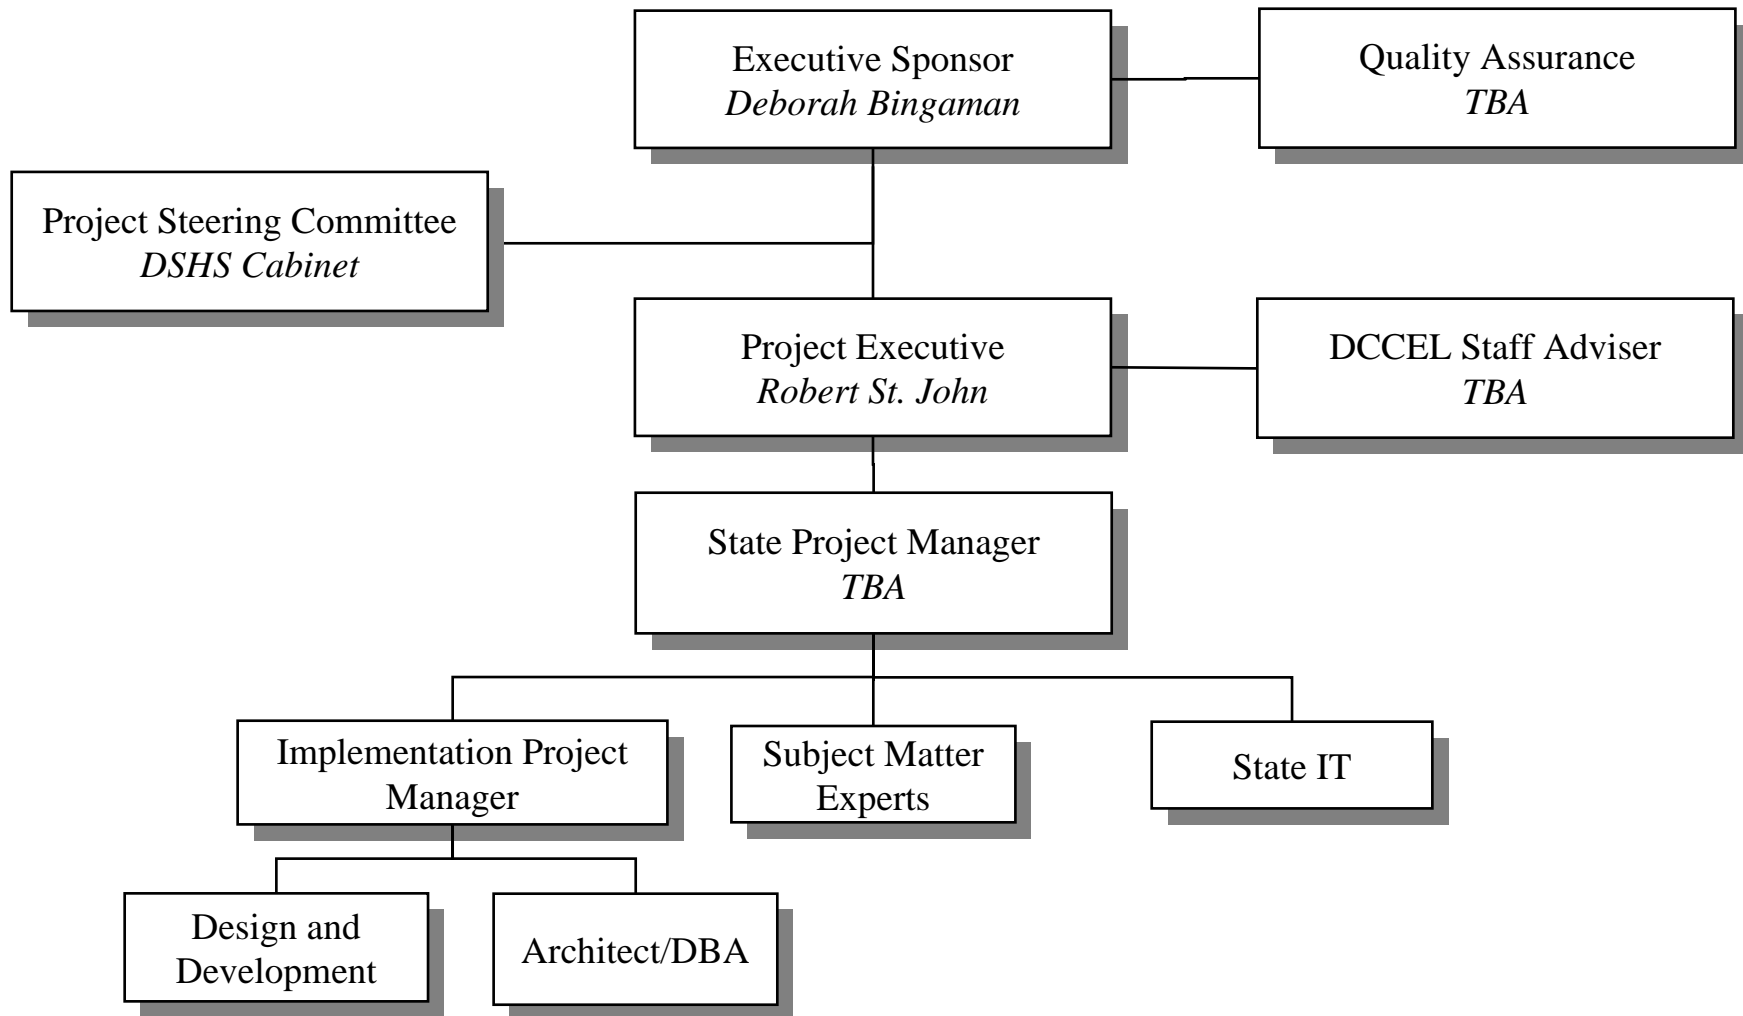 Executive Sponsor
Deborah Bingaman
Quality Assurance
TBA
Project Steering Committee
DSHS Cabinet
Project Executive
Robert St. John
DCCEL Staff Adviser
TBA
State Project Manager
TBA
Implementation Project
Manager
Subject Matter
Experts
State IT
Design and
Development
Architect/DBA